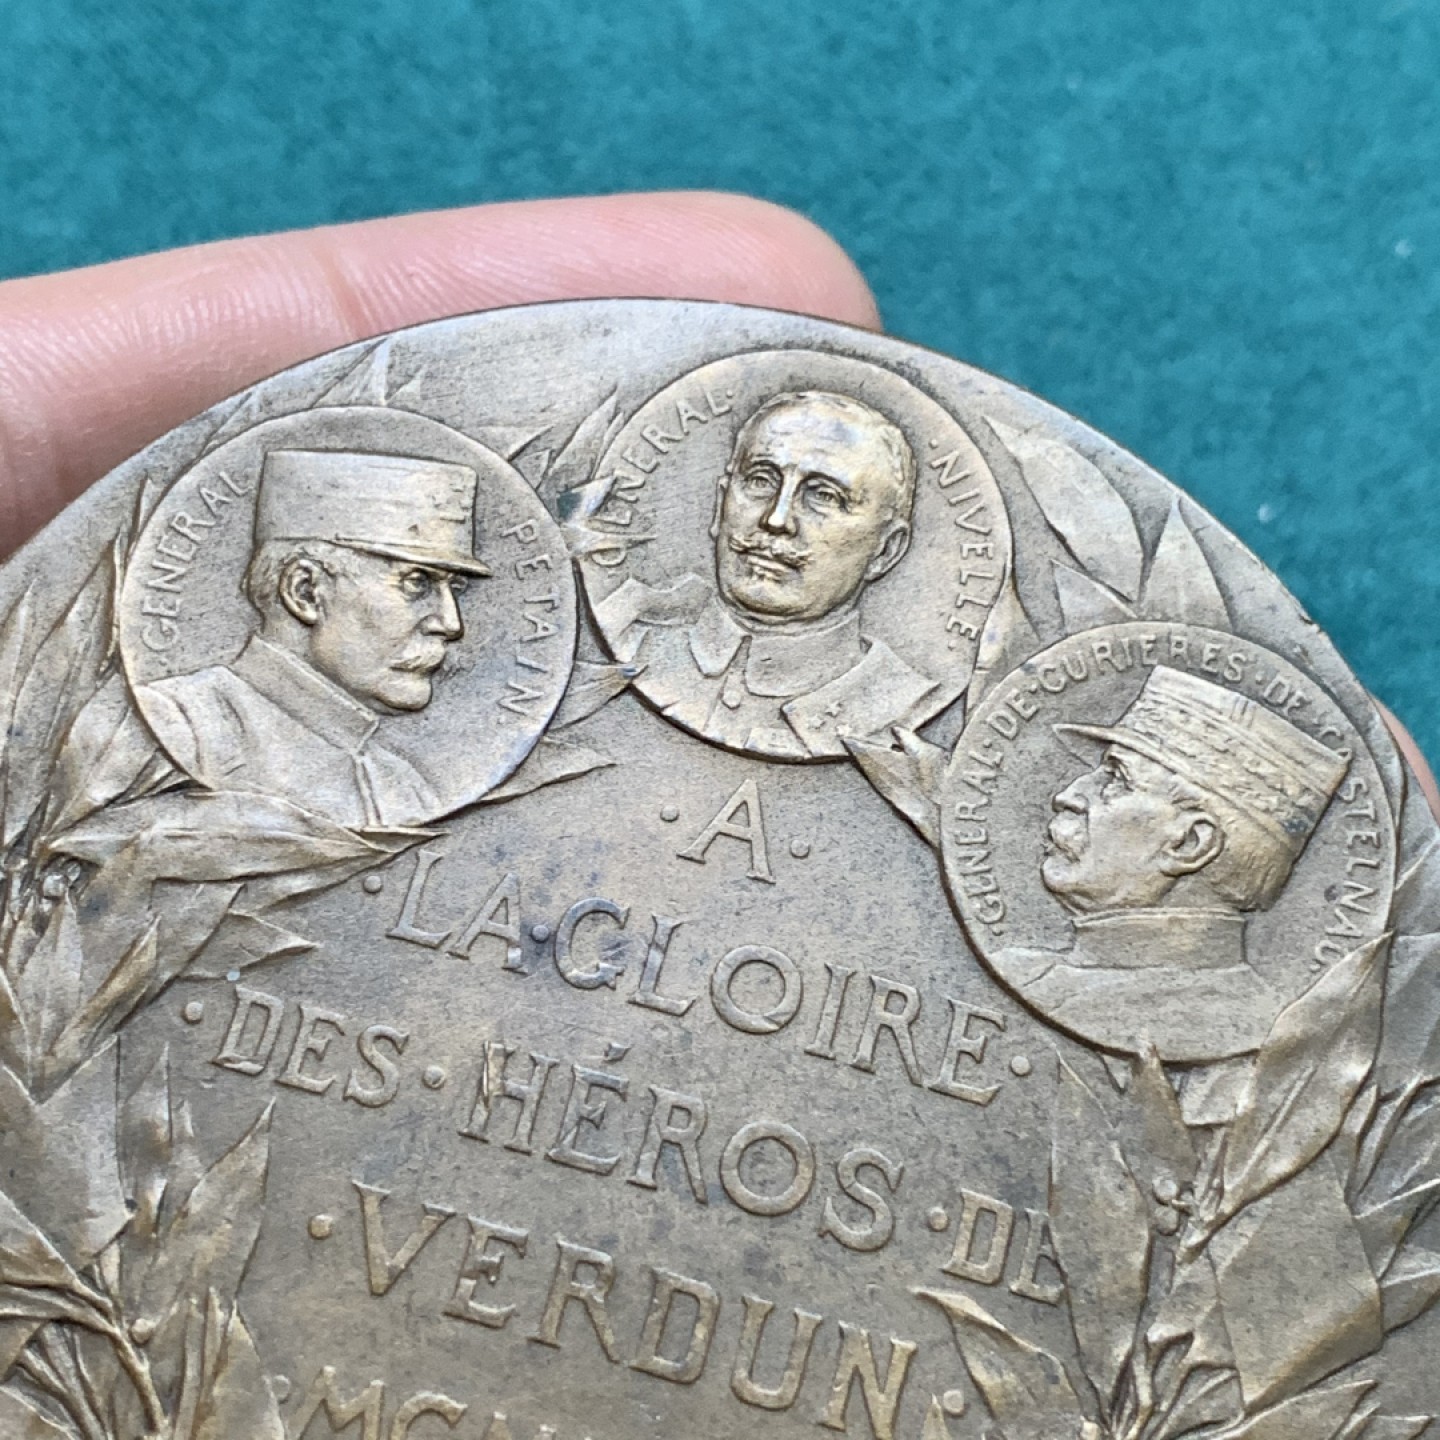 GENERAL PETAIN.
GENERAL· ·NIVELLE·
·GENERAL·DE·CURIERES·DE·CASTELNAU·
·A·
·LA·GLOIRE·
·DES·HÉROS·DE
·VERDUN·